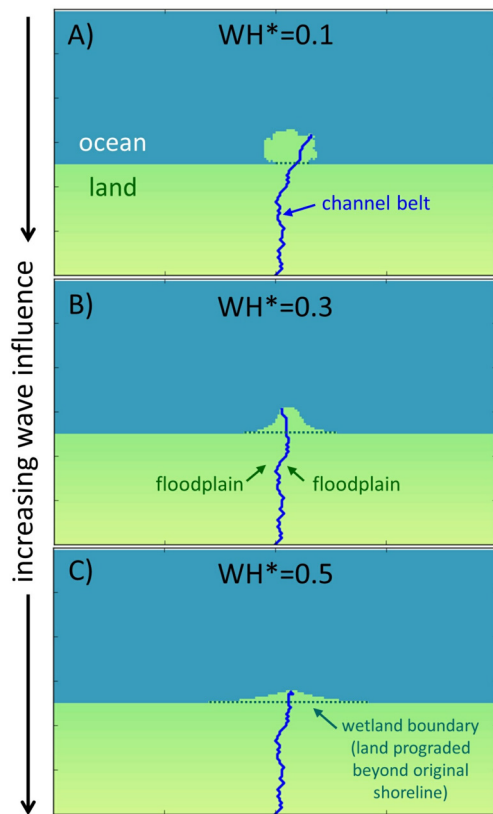 increasing wave influence
A)
WH*=0.1
ocean
land
channel belt
B)
WH*=0.3
floodplain
floodplain
C)
WH*=0.5
wetland boundary
(land prograded
beyond original
shoreline)